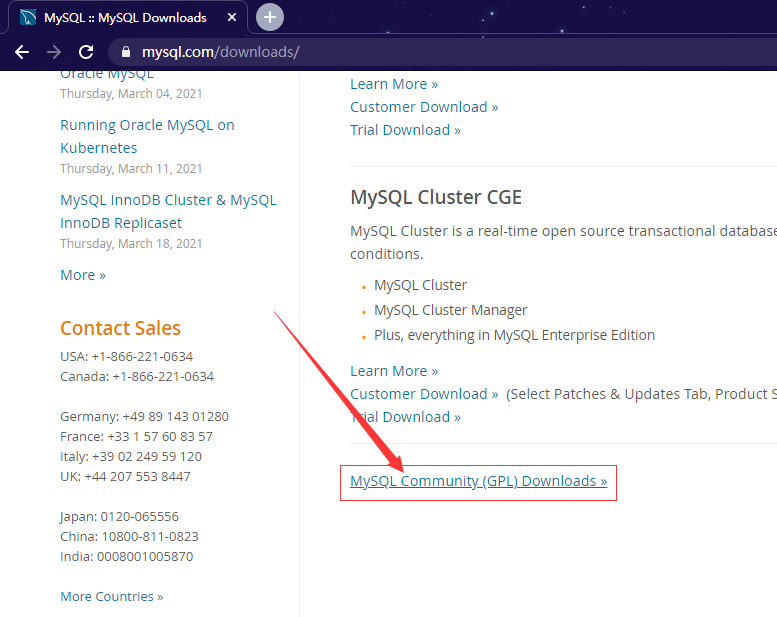 MySQL :: MySQL Downloads
mysql.com/downloads/
Oracle MySQL
Thursday, March 04, 2021
Running Oracle MySQL on
Kubernetes
Thursday, March 11, 2021
MySQL InnoDB Cluster & MySQL
InnoDB Replicaset
Thursday, March 18, 2021
More »
Contact Sales
USA: +1-866-221-0634
Canada: +1-866-221-0634
Germany: +49 89 143 01280
France: +33 1 57 60 83 57
Italy: +39 02 249 59 120
UK: +44 207 553 8447
Japan: 0120-065556
China: 10800-811-0823
India: 0008001005870
More Countries »
Learn More »
Customer Download »
Trial Download »
MySQL Cluster CGE
MySQL Cluster is a real-time open source transactional database
conditions.
• MySQL Cluster
• MySQL Cluster Manager
• Plus, everything in MySQL Enterprise Edition
Learn More »
Customer Download » (Select Patches & Updates Tab, Product S
Trial Download »
MySQL Community (GPL) Downloads »